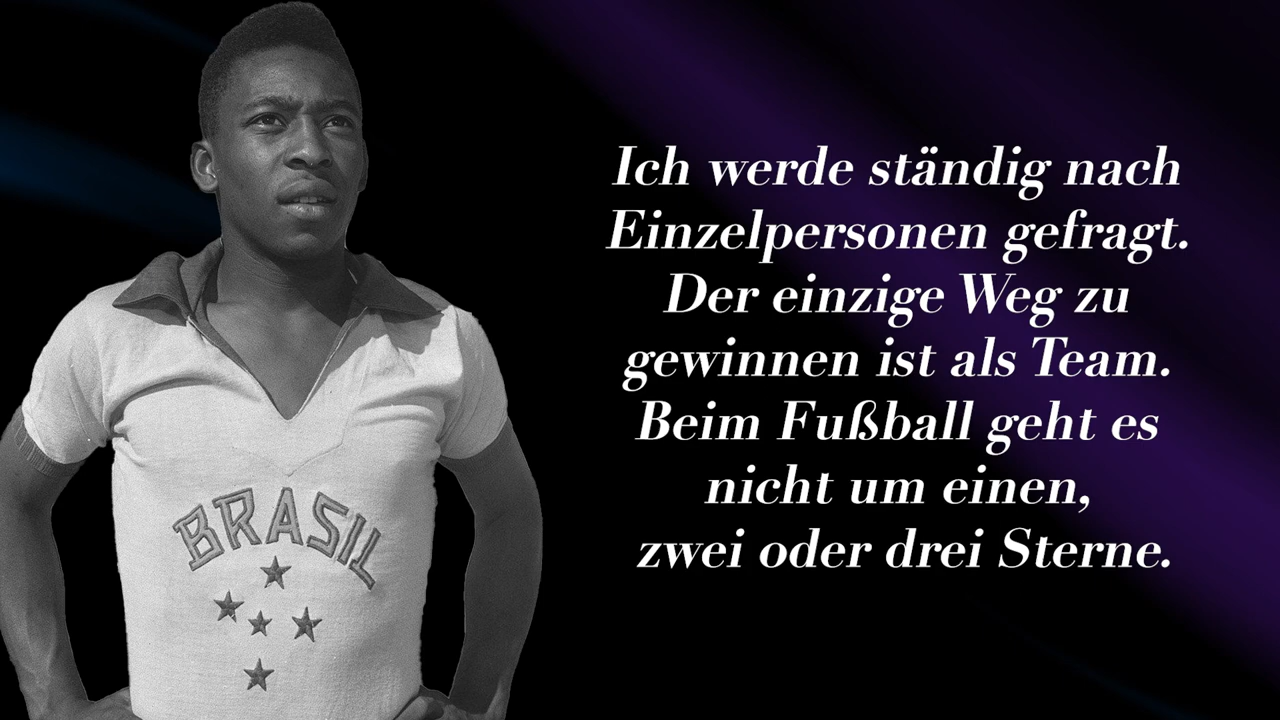 Ich werde ständig nach
Einzelpersonen gefragt.
Der einzige Weg zu
gewinnen ist als Team.
Beim Fußball geht es
nicht um einen,
zwei oder drei Sterne.
BRASIL